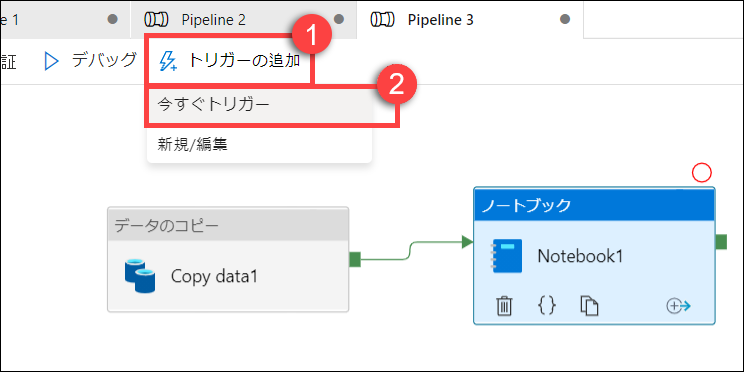 e 1
Pipeline 2
Pipeline 3
証
デバッグ
トリガーの追加
1
今すぐトリガー
2
新規/編集
データのコピー
Copy data1
ノートブック
Notebook1
{}